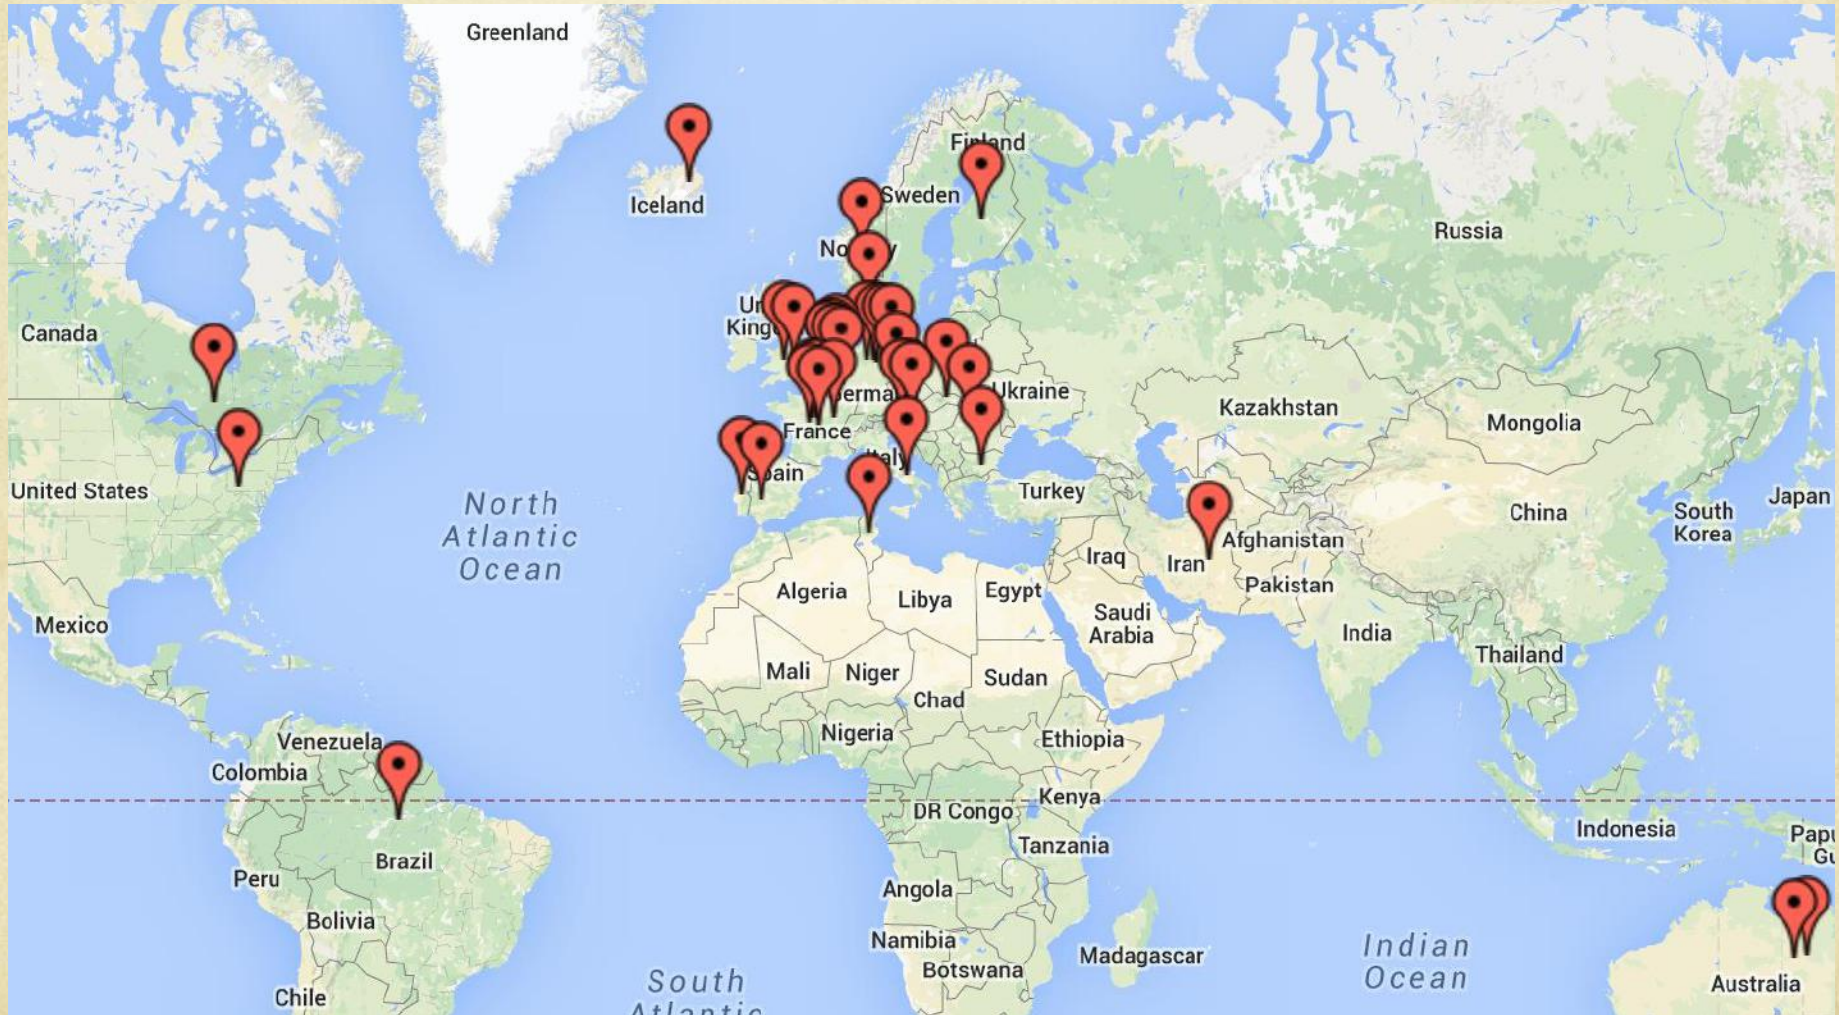 Greenland
Finland
Sweden
Iceland
Russia
Canada
Ukraine
Kazakhstan
Mongolia
France
Spain
Italy
United States
North
Atlantic
Ocean
Turkey
China
South
Korea
Japan
Iraq
Iran
Afghanistan
Pakistan
Algeria
Libya
Egypt
Saudi
Arabia
Mexico
India
Thailand
Mali
Niger
Chad
Sudan
Nigeria
Ethiopia
Venezuela
Colombia
DR Congo
Kenya
Tanzania
Indonesia
Brazil
Peru
Angola
Bolivia
Namibia
Botswana
Madagascar
Indian
Ocean
Australia
Chile
South
Atlantic